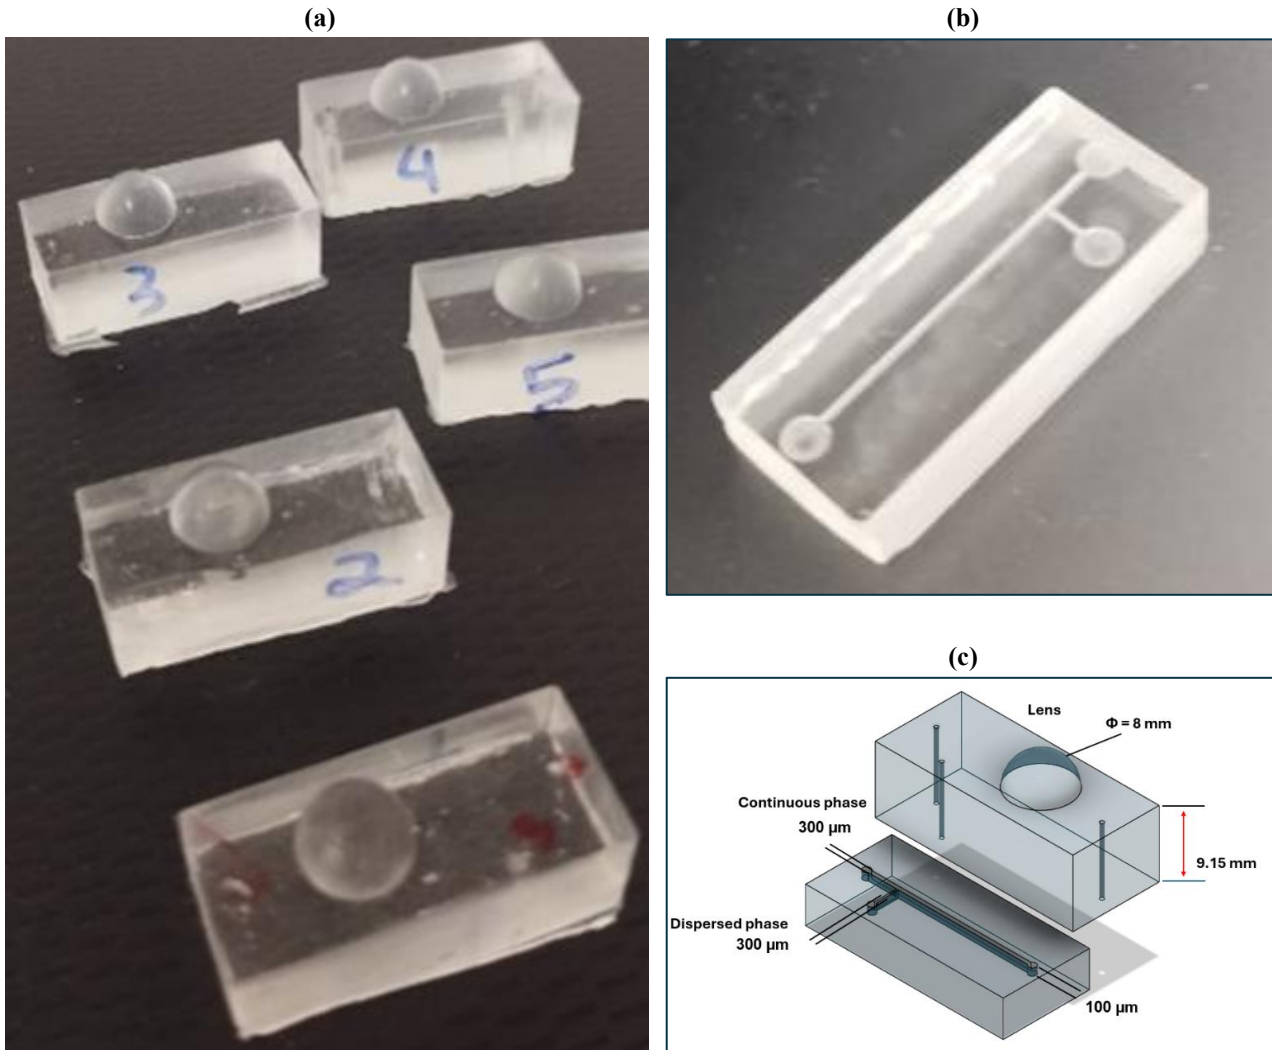 (a)
(b)
3
4
5
2
(c)
Lens
Φ = 8 mm
Continuous phase
300 µm
9.15 mm
Dispersed phase
300 µm
100 µm